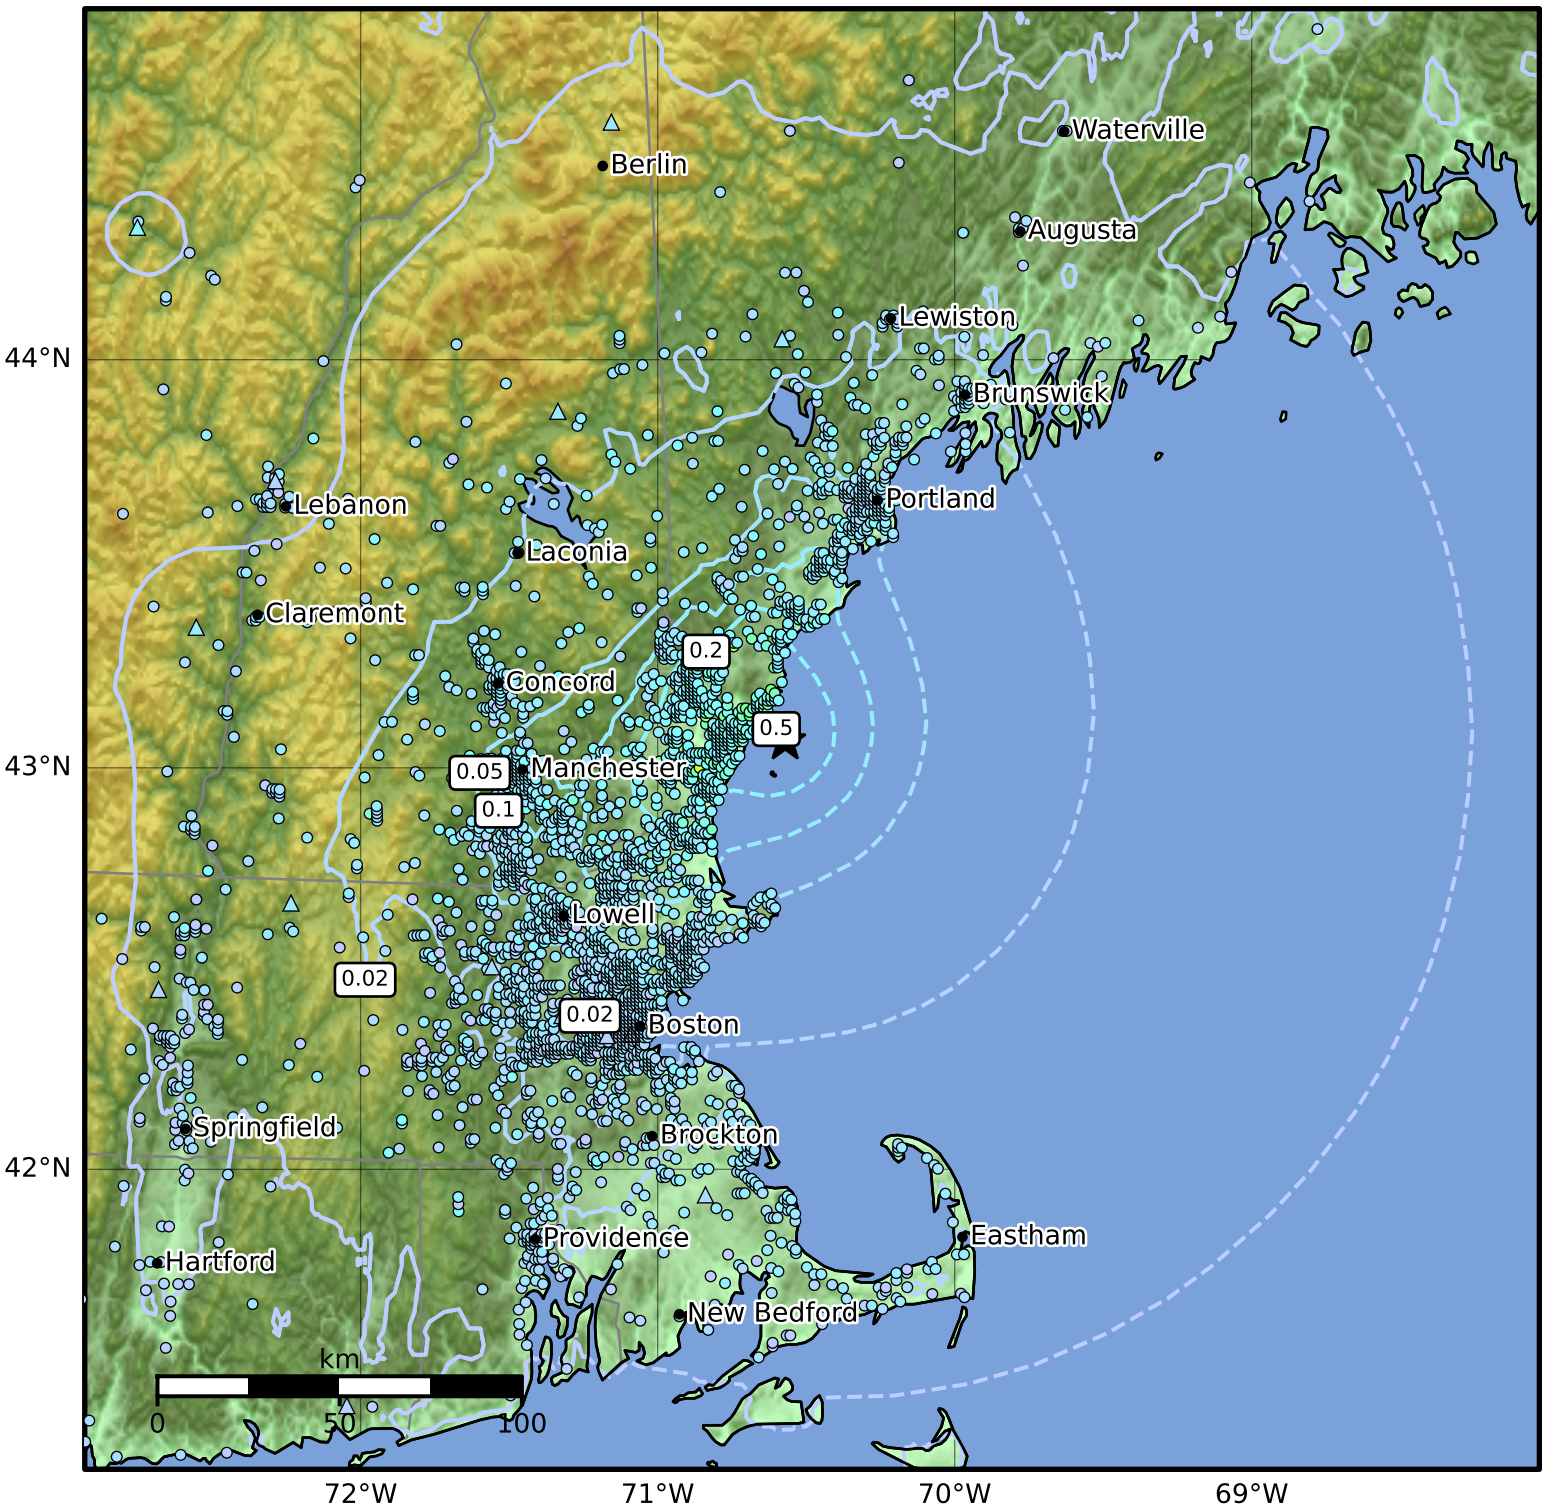 Waterville
Berlin
Augusta
Lewiston
44°N
Brunswick
Portland
Lebanon
Laconia
Claremont
0.2
Concord
0.5
43°N
Manchester
0.05
0.1
Lowell
0.02
0.02
Boston
Springfield
Brockton
42°N
Providence
Eastham
Hartford
New Bedford
km
0 50 100
72°W 71°W 70°W 69°W